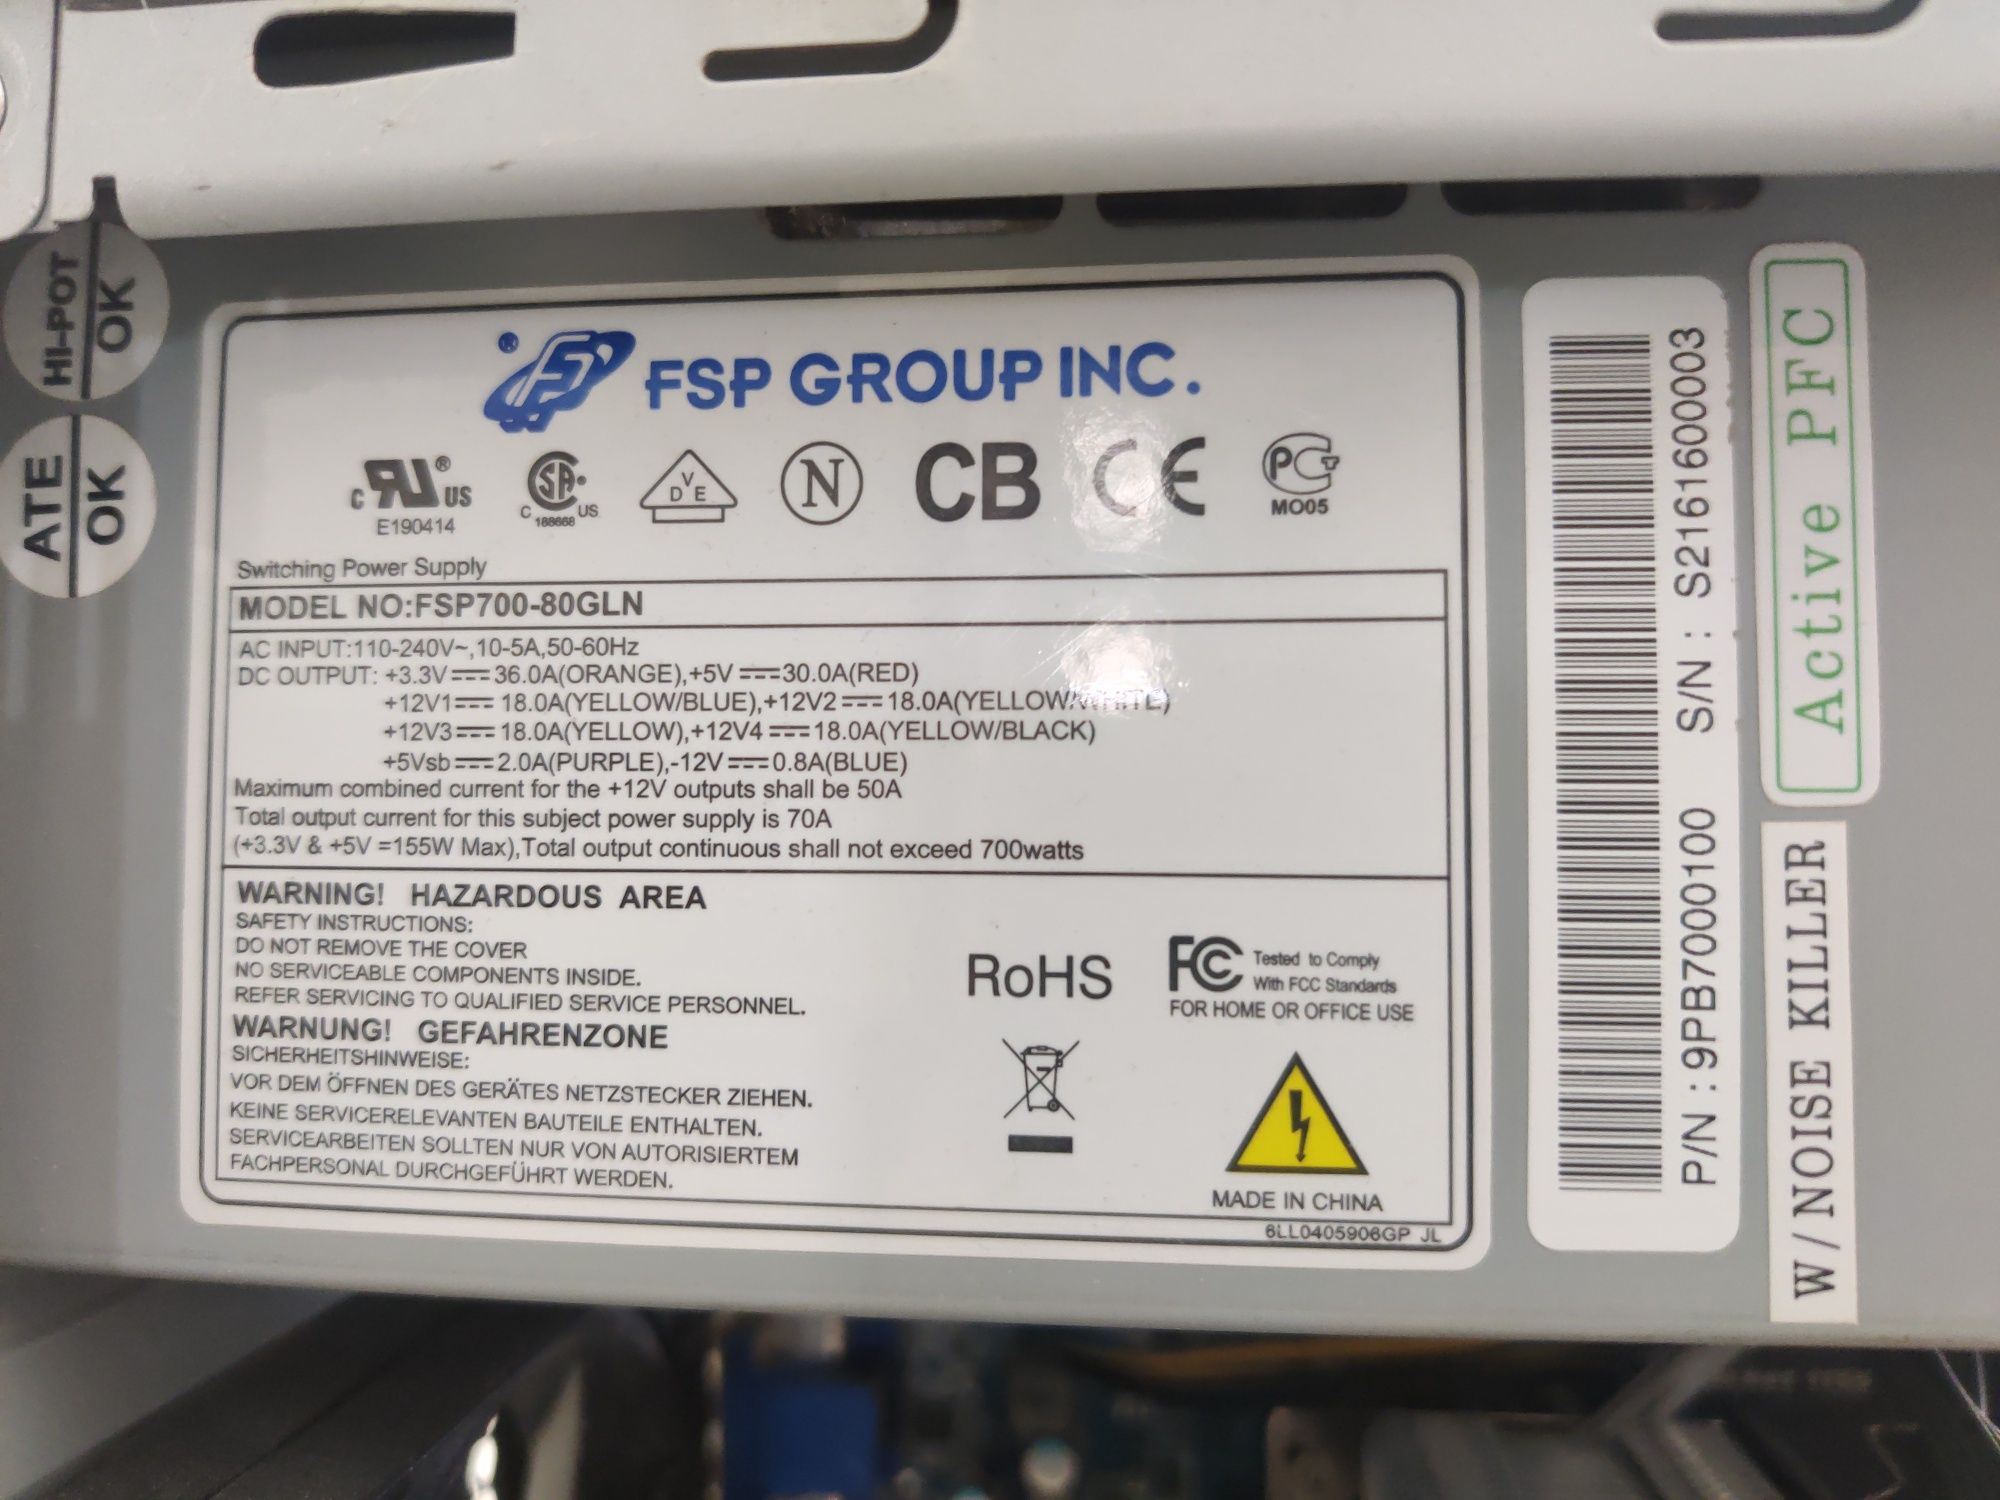 HI-POT
OK
ATE
OK
® FSP GROUP INC.
C RU ® US
E190414
C SA US
188668
DVE
N
CB
CE
PCT
MO05
Switching Power Supply
MODEL NO:FSP700-80GLN
AC INPUT:110-240V~,10-5A,50-60Hz
DC OUTPUT: +3.3V⎓36.0A(ORANGE),+5V⎓30.0A(RED)
+12V1⎓18.0A(YELLOW/BLUE),+12V2⎓18.0A(YELLOW/WHITE)
+12V3⎓18.0A(YELLOW),+12V4⎓18.0A(YELLOW/BLACK)
+5Vsb⎓2.0A(PURPLE),-12V⎓0.8A(BLUE)
Maximum combined current for the +12V outputs shall be 50A
Total output current for this subject power supply is 70A
(+3.3V & +5V =155W Max),Total output continuous shall not exceed 700watts
WARNING! HAZARDOUS AREA
SAFETY INSTRUCTIONS:
DO NOT REMOVE THE COVER
NO SERVICEABLE COMPONENTS INSIDE.
REFER SERVICING TO QUALIFIED SERVICE PERSONNEL.
WARNUNG! GEFAHRENZONE
SICHERHEITSHINWEISE:
VOR DEM ÖFFNEN DES GERÄTES NETZSTECKER ZIEHEN.
KEINE SERVICERELEVANTEN BAUTEILE ENTHALTEN.
SERVICEARBEITEN SOLLTEN NUR VON AUTORISIERTEM
FACHPERSONAL DURCHGEFÜHRT WERDEN.
RoHS
FC Tested to Comply
With FCC Standards
FOR HOME OR OFFICE USE
MADE IN CHINA
6LL0405906GP JL
P/N:9PB7000100 S/N: S2161600003
Active PFC
W/NOISE KILLER